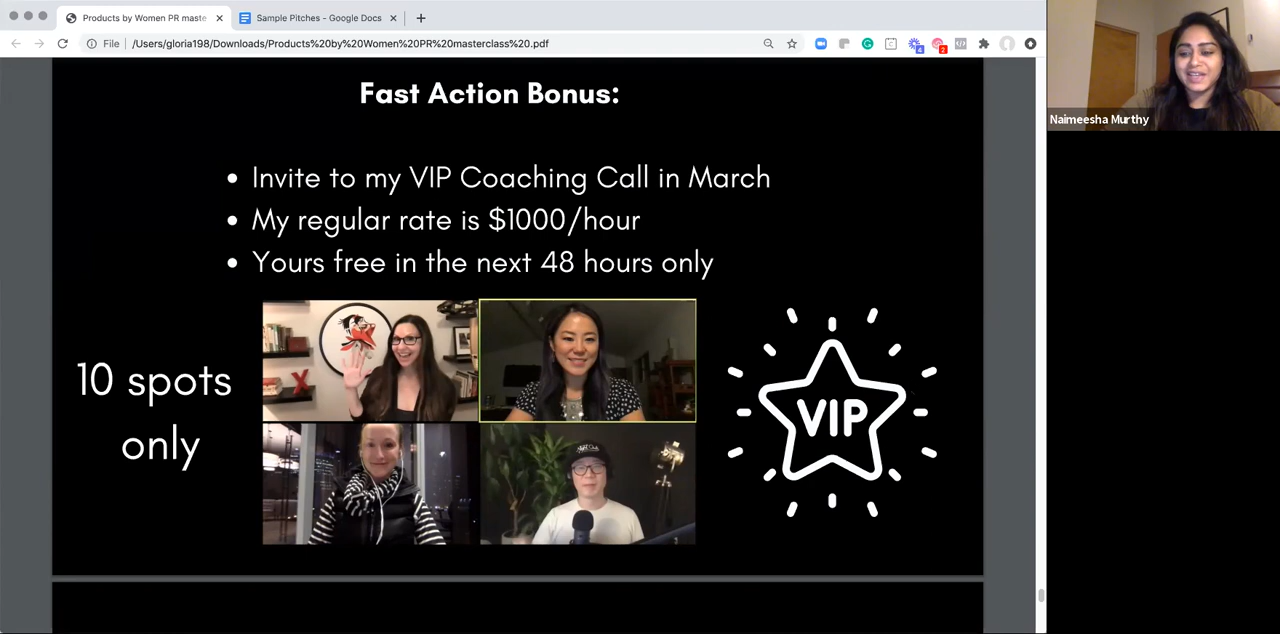 Products by Women PR maste
Sample Pitches - Google Docs
File
/Users/gloria198/Downloads/Products%20by%20Women%20PR%20masterclass%20.pdf
4
2
Fast Action Bonus:
Invite to my VIP Coaching Call in March
My regular rate is $1000/hour
Yours free in the next 48 hours only
10 spots
only
VIP
Naimeesha Murthy